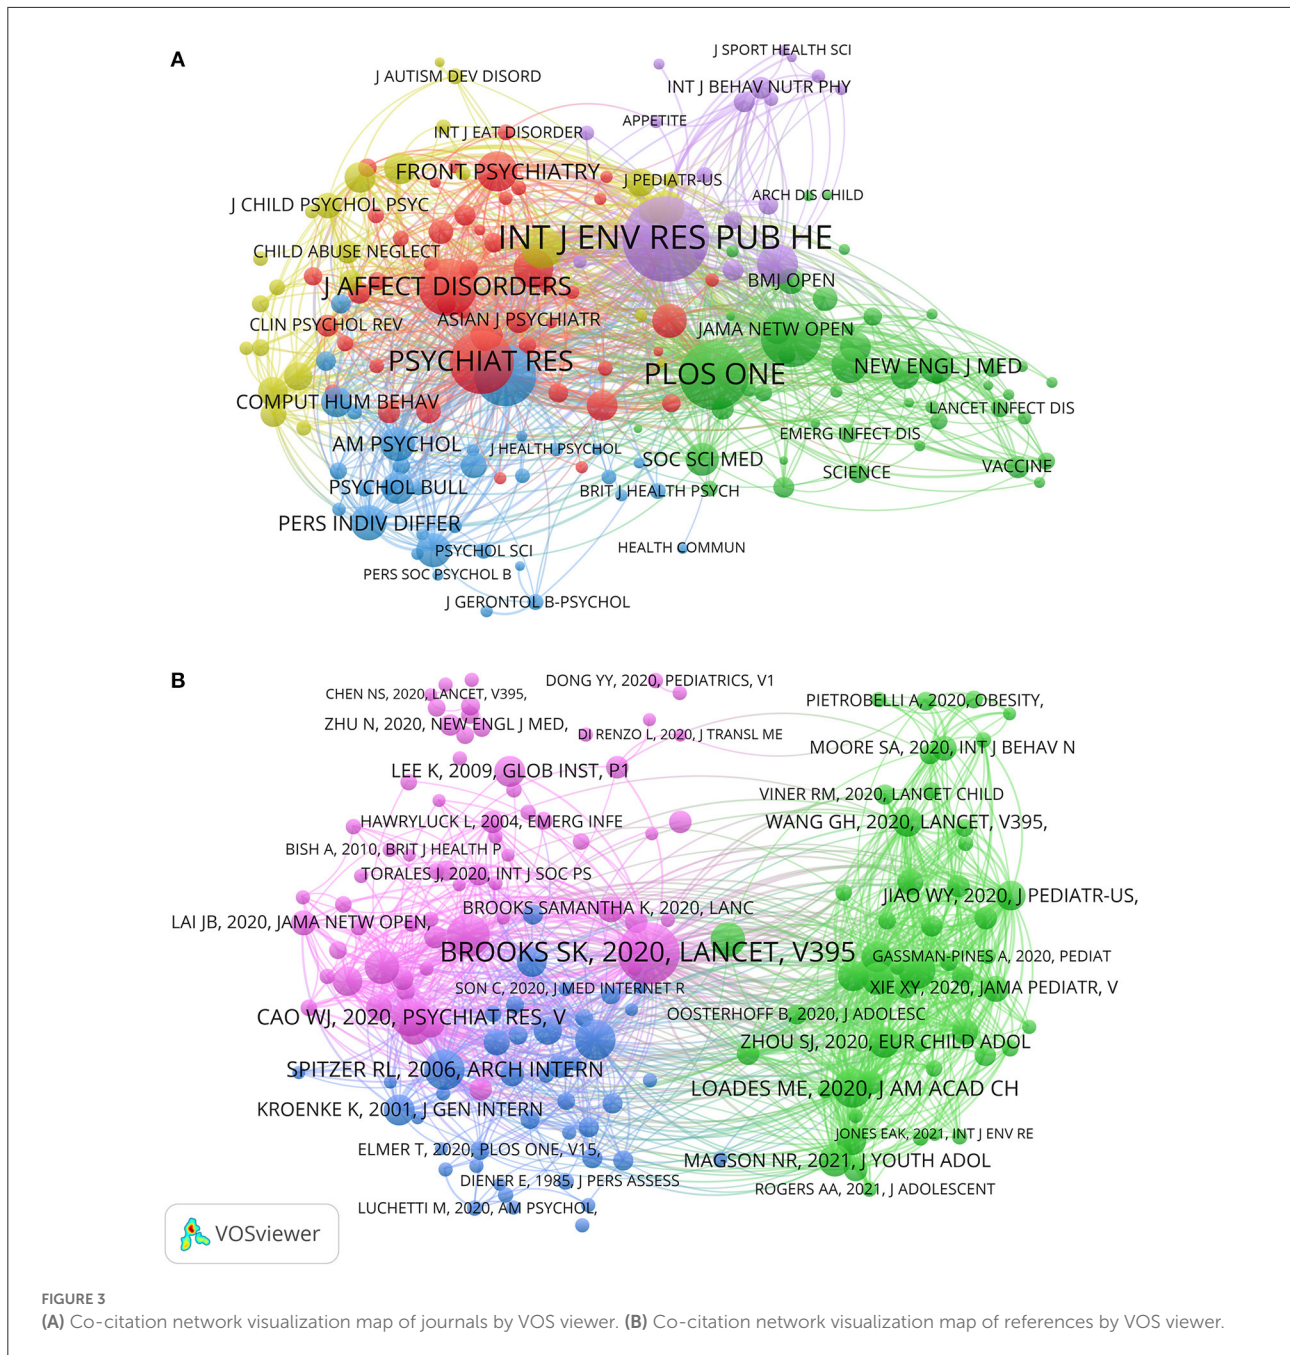 A
J SPORT HEALTH SCI
J AUTISM DEV DISORD
INT J BEHAV NUTR PHY
APPETITE
INT J EAT DISORDER
FRONT PSYCHIATRY
J PEDIATR-US
ARCH DIS CHILD
J CHILD PSYCHOL PSYC
INT J ENV RES PUB HE
CHILD ABUSE NEGLECT
BMJ OPEN
J AFFECT DISORDERS
CLIN PSYCHOL REV
ASIAN J PSYCHIATR
JAMA NETW OPEN
PSYCHIAT RES
PLOS ONE
NEW ENGL J MED
COMPUT HUM BEHAV
LANCET INFECT DIS
EMERG INFECT DIS
AM PSYCHOL
J HEALTH PSYCHOL
SOC SCI MED
SCIENCE
VACCINE
PSYCHOL BULL
BRIT J HEALTH PSYCH
PERS INDIV DIFFER
PSYCHOL SCI
HEALTH COMMUN
PERS SOC PSYCHOL B
J GERONTOL B-PSYCHOL
B
DONG YY, 2020, PEDIATRICS, V1
CHEN NS, 2020, LANCET, V395,
PIETROBELLI A, 2020, OBESITY,
ZHU N, 2020, NEW ENGL J MED,
DI RENZO L, 2020, J TRANSL ME
MOORE SA, 2020, INT J BEHAV N
LEE K, 2009, GLOB INST, P1
VINER RM, 2020, LANCET CHILD
HAWRYLUCK L, 2004, EMERG INFE
WANG GH, 2020, LANCET, V395,
BISH A, 2010, BRIT J HEALTH P
TORALES J, 2020, INT J SOC PS
JIAO WY, 2020, J PEDIATR-US,
LAI JB, 2020, JAMA NETW OPEN,
BROOKS SAMANTHA K, 2020, LANC
BROOKS SK, 2020, LANCET, V395
GASSMAN-PINES A, 2020, PEDIAT
SON C, 2020, J MED INTERNET R
XIE XY, 2020, JAMA PEDIATR, V
CAO WJ, 2020, PSYCHIAT RES, V
OOSTERHOFF B, 2020, J ADOLESC
ZHOU SJ, 2020, EUR CHILD ADOL
SPITZER RL, 2006, ARCH INTERN
LOADES ME, 2020, J AM ACAD CH
KROENKE K, 2001, J GEN INTERN
JONES EAK, 2021, INT J ENV RE
ELMER T, 2020, PLOS ONE, V15,
MAGSON NR, 2021, J YOUTH ADOL
DIENER E, 1985, J PERS ASSESS
ROGERS AA, 2021, J ADOLESCENT
LUCHETTI M, 2020, AM PSYCHOL,
VOSviewer
FIGURE 3
(A) Co-citation network visualization map of journals by VOS viewer. (B) Co-citation network visualization map of references by VOS viewer.